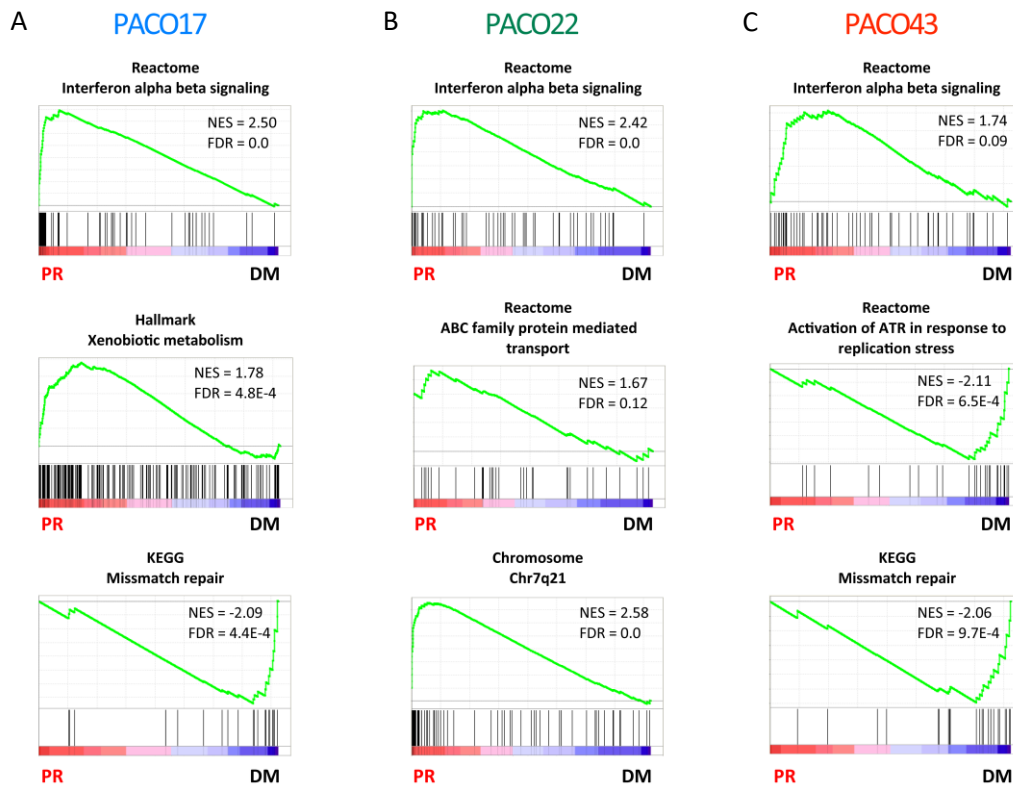 A
PACO17
Reactome
Interferon alpha beta signaling
NES = 2.50
FDR = 0.0
PR
DM
Hallmark
Xenobiotic metabolism
NES = 1.78
FDR = 4.8E-4
PR
DM
KEGG
Missmatch repair
NES = -2.09
FDR = 4.4E-4
PR
DM
B
PACO22
Reactome
Interferon alpha beta signaling
NES = 2.42
FDR = 0.0
PR
DM
Reactome
ABC family protein mediated
transport
NES = 1.67
FDR = 0.12
PR
DM
Chromosome
Chr7q21
NES = 2.58
FDR = 0.0
PR
DM
C
PACO43
Reactome
Interferon alpha beta signaling
NES = 1.74
FDR = 0.09
PR
DM
Reactome
Activation of ATR in response to
replication stress
NES = -2.11
FDR = 6.5E-4
PR
DM
KEGG
Missmatch repair
NES = -2.06
FDR = 9.7E-4
PR
DM